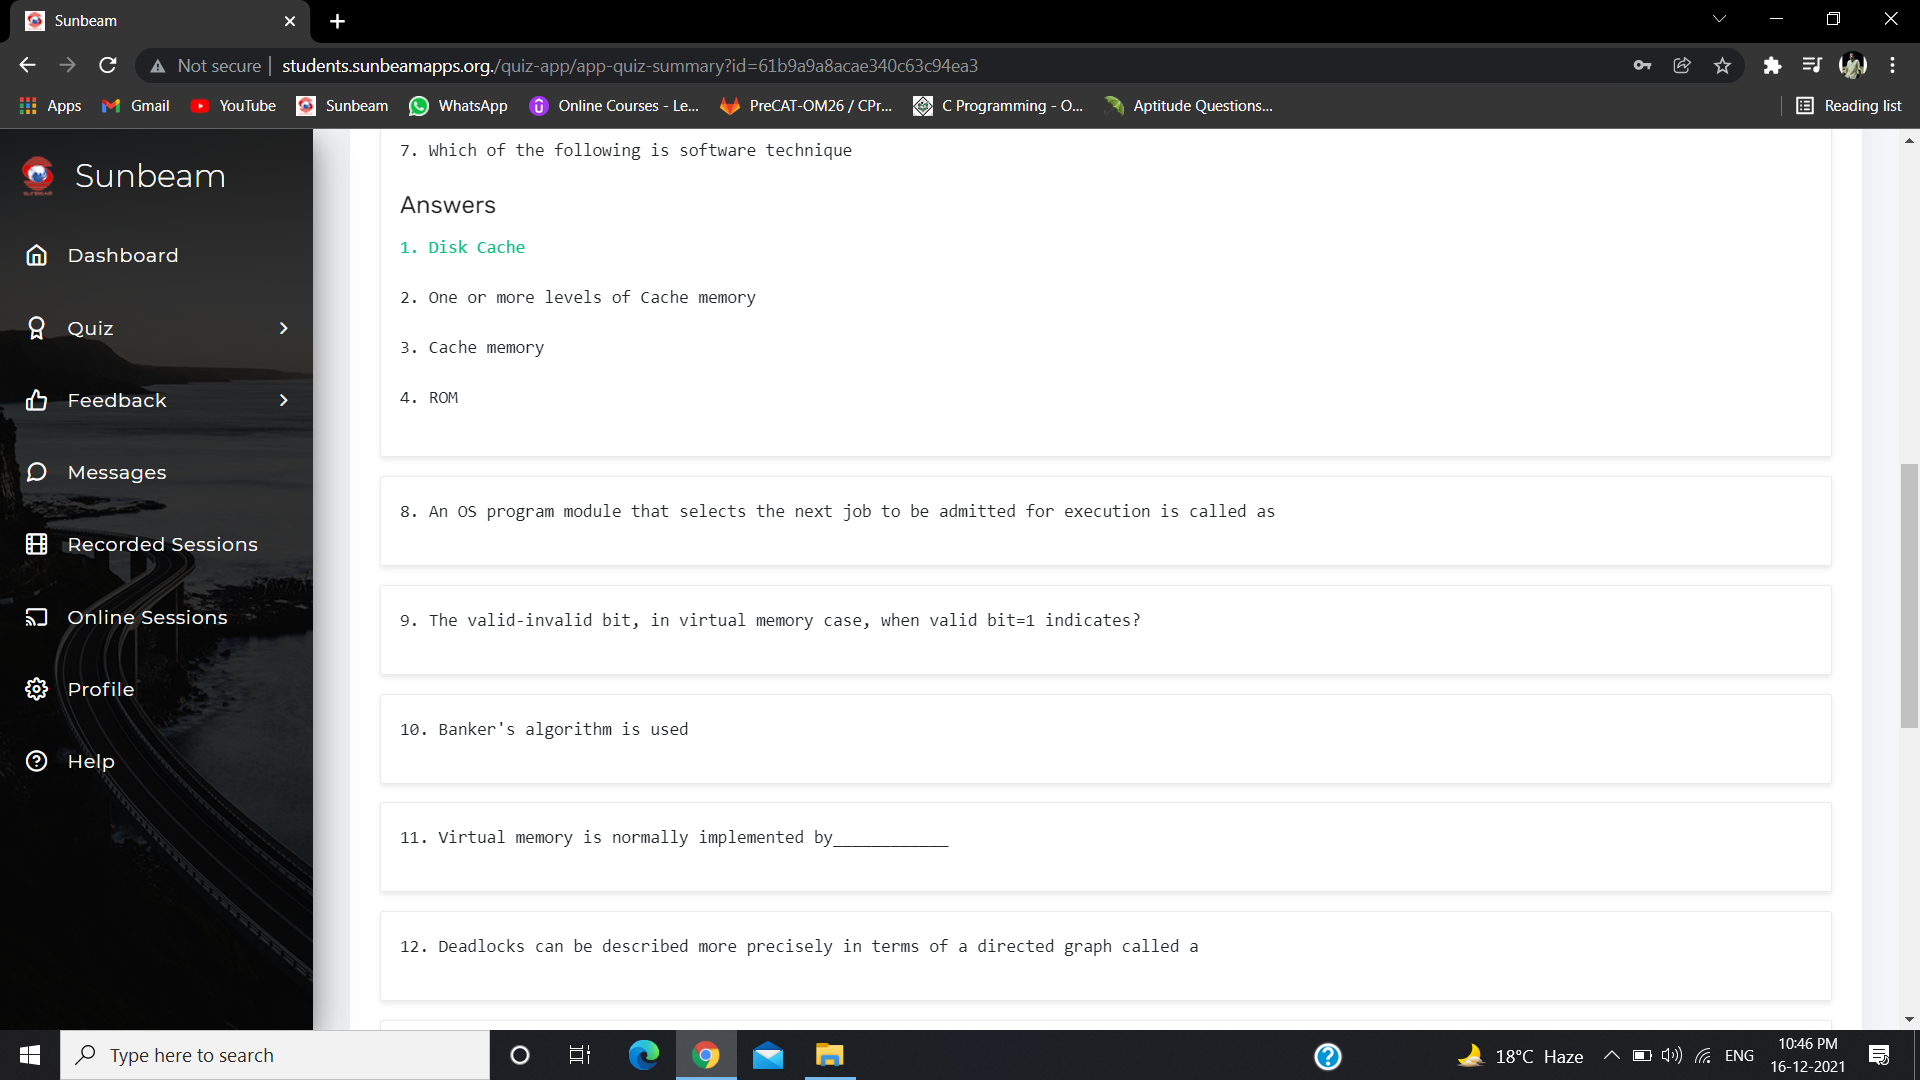 Sunbeam
Not secure
students.sunbeamapps.org./quiz-app/app-quiz-summary?id=61b9a9a8acae340c63c94ea3
Apps
Gmail
YouTube
Sunbeam
WhatsApp
Online Courses - Le...
PreCAT-OM26 / CPr...
C Programming - O...
Aptitude Questions...
Reading list
Sunbeam
Dashboard
Quiz
Feedback
Messages
Recorded Sessions
Online Sessions
Profile
Help
7. Which of the following is software technique
Answers
1. Disk Cache
2. One or more levels of Cache memory
3. Cache memory
4. ROM
8. An OS program module that selects the next job to be admitted for execution is called as
9. The valid-invalid bit, in virtual memory case, when valid bit=1 indicates?
10. Banker's algorithm is used
11. Virtual memory is normally implemented by____________
12. Deadlocks can be described more precisely in terms of a directed graph called a
Type here to search
18°C Haze
ENG
10:46 PM
16-12-2021